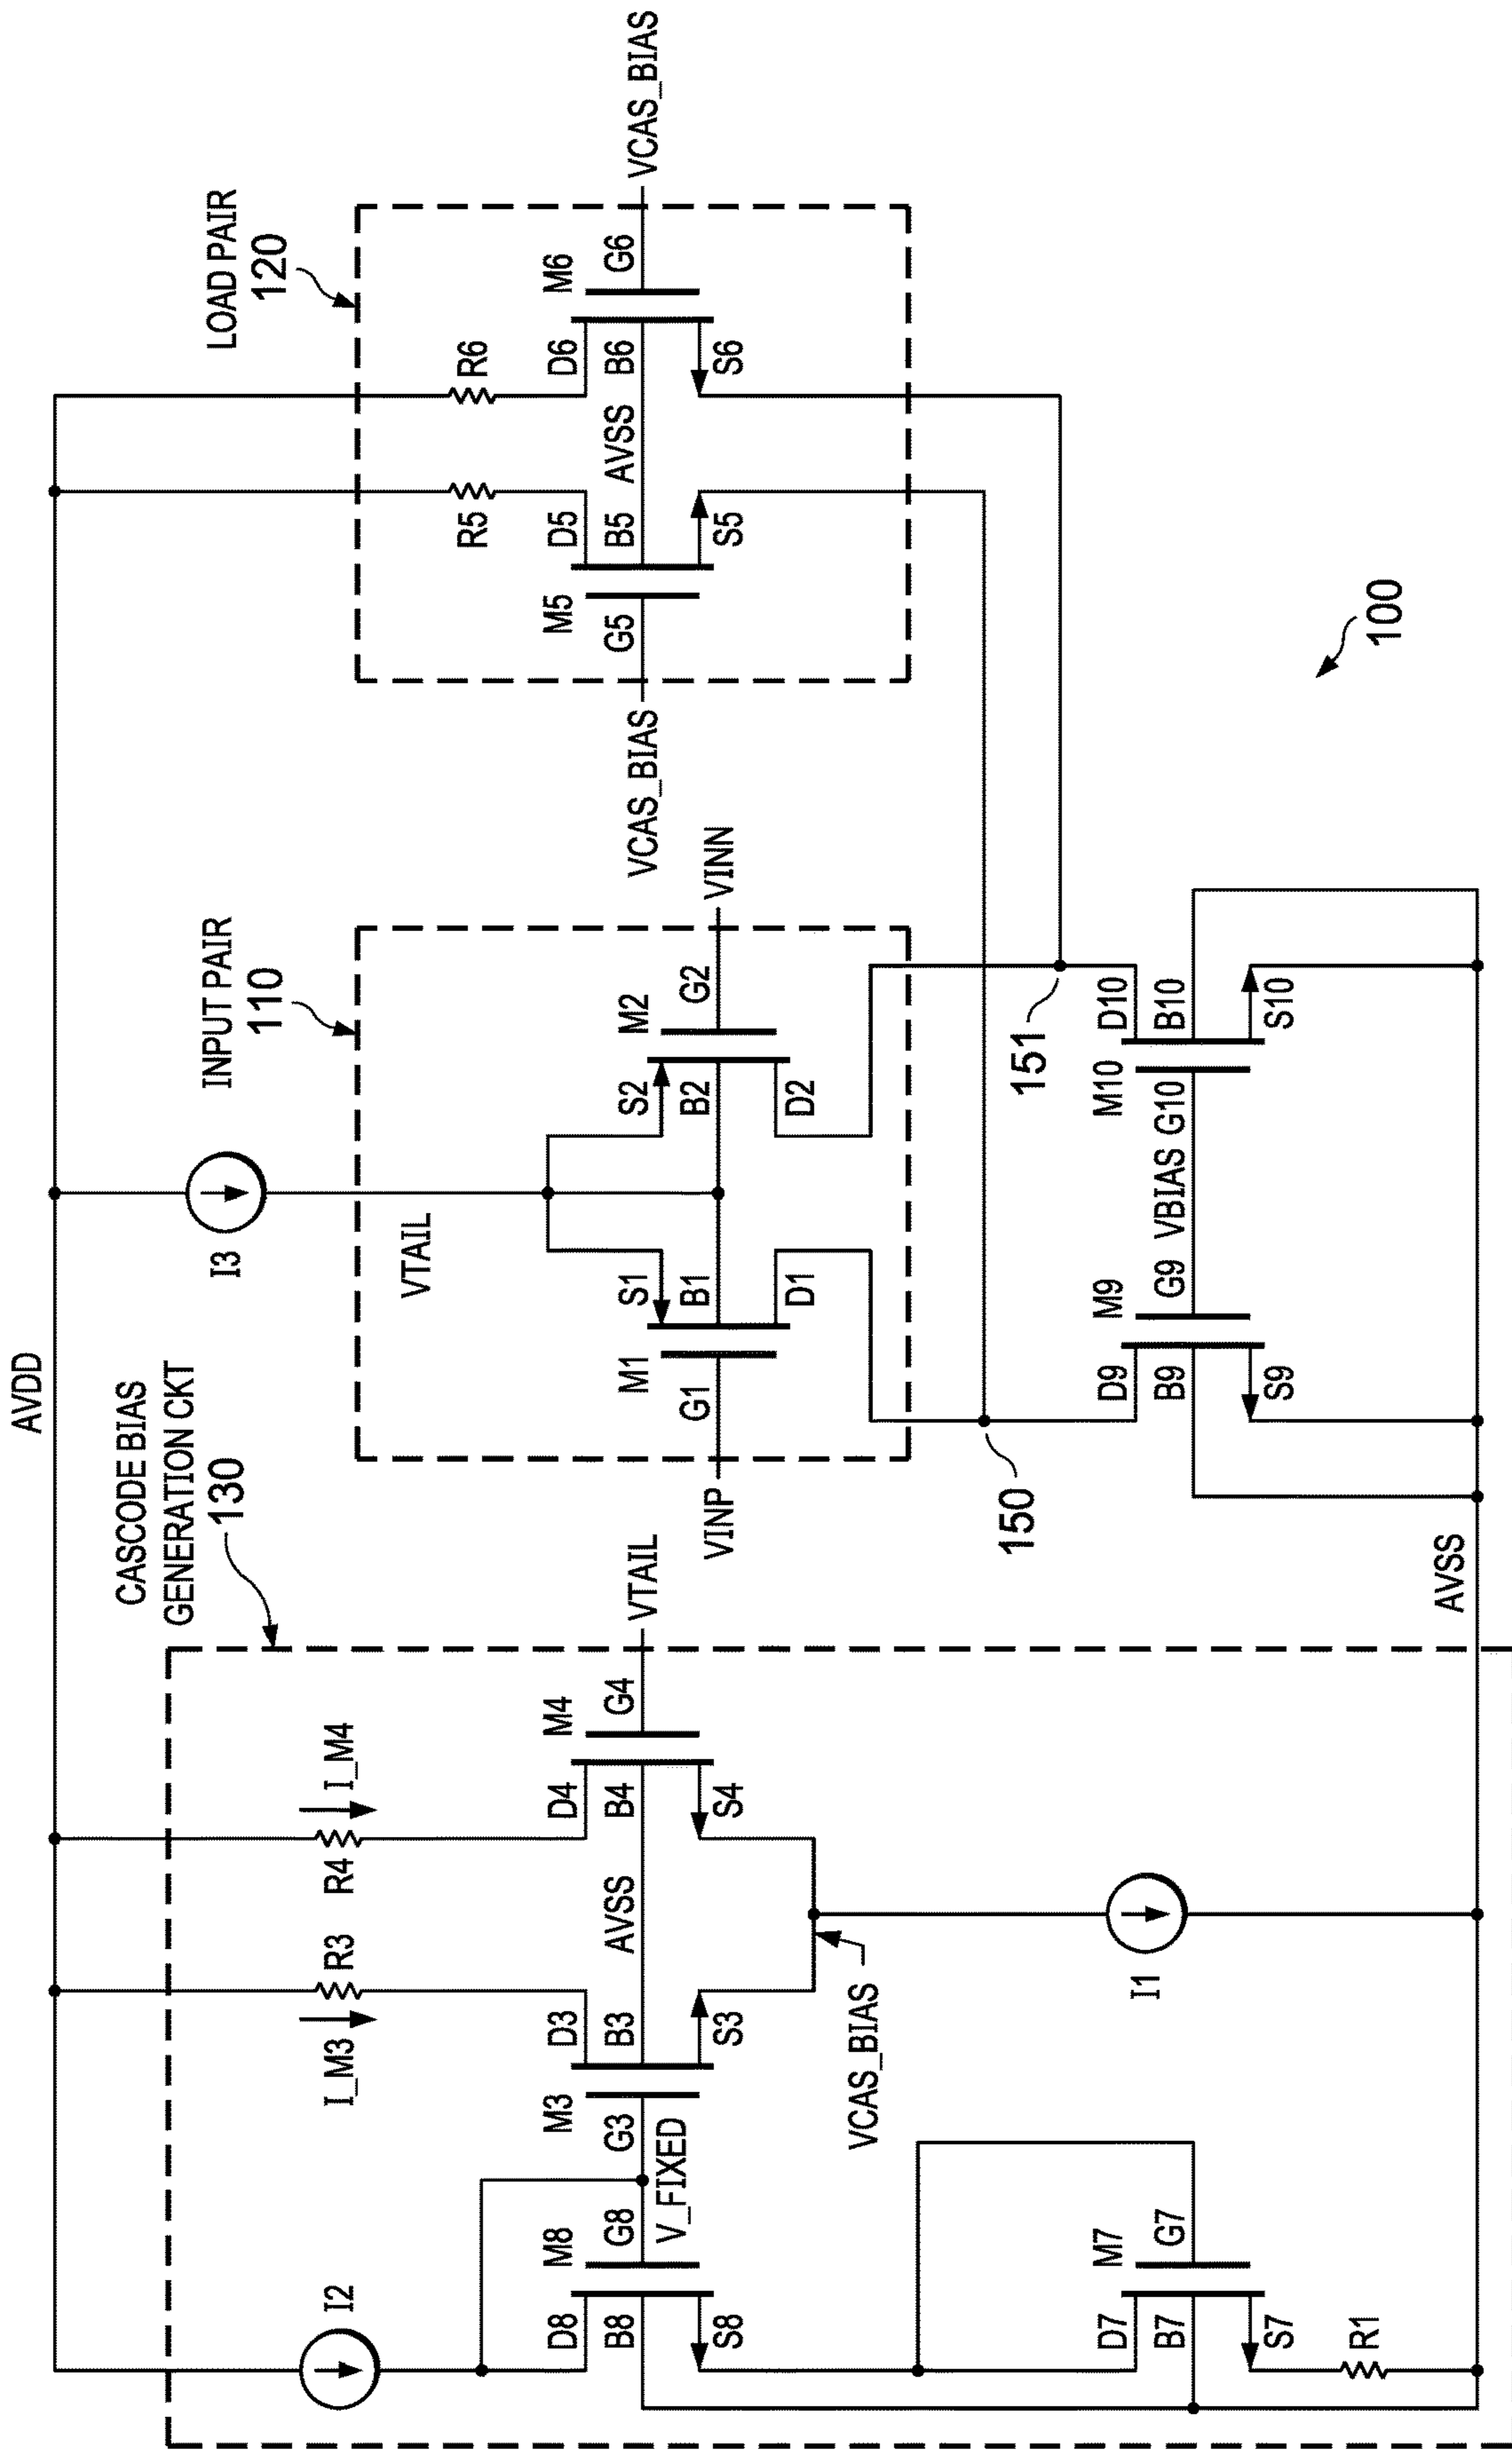 AVDD
CASCODE BIAS
GENERATION CKT
130
I2
I_M3
R3
R4
I_M4
M8
D8
B8
G8
S8
V_FIXED
M3
G3
D3
B3
S3
AVSS
M4
D4
B4
G4
S4
VTAIL
VCAS_BIAS
I1
M7
D7
B7
G7
S7
R1
AVSS
I3
VTAIL
INPUT PAIR
110
VINP
M1
G1
S1
B1
D1
M2
S2
B2
D2
G2
VINN
150
151
M9
D9
B9
S9
G9
VBIAS
G10
M10
D10
B10
S10
LOAD PAIR
120
VCAS_BIAS
R5
M5
G5
D5
B5
S5
AVSS
R6
M6
D6
B6
S6
G6
VCAS_BIAS
100